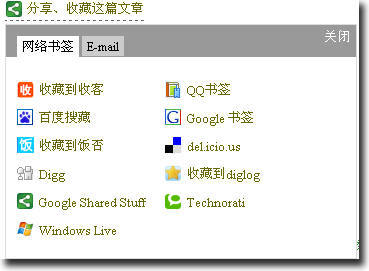 分享、收藏这篇文章
关闭
网络书签 E-mail
收 收藏到收客 QQ书签
百度搜藏 G Google 书签
饭 收藏到饭否 del.icio.us
Digg 收藏到diglog
Google Shared Stuff Technorati
Windows Live